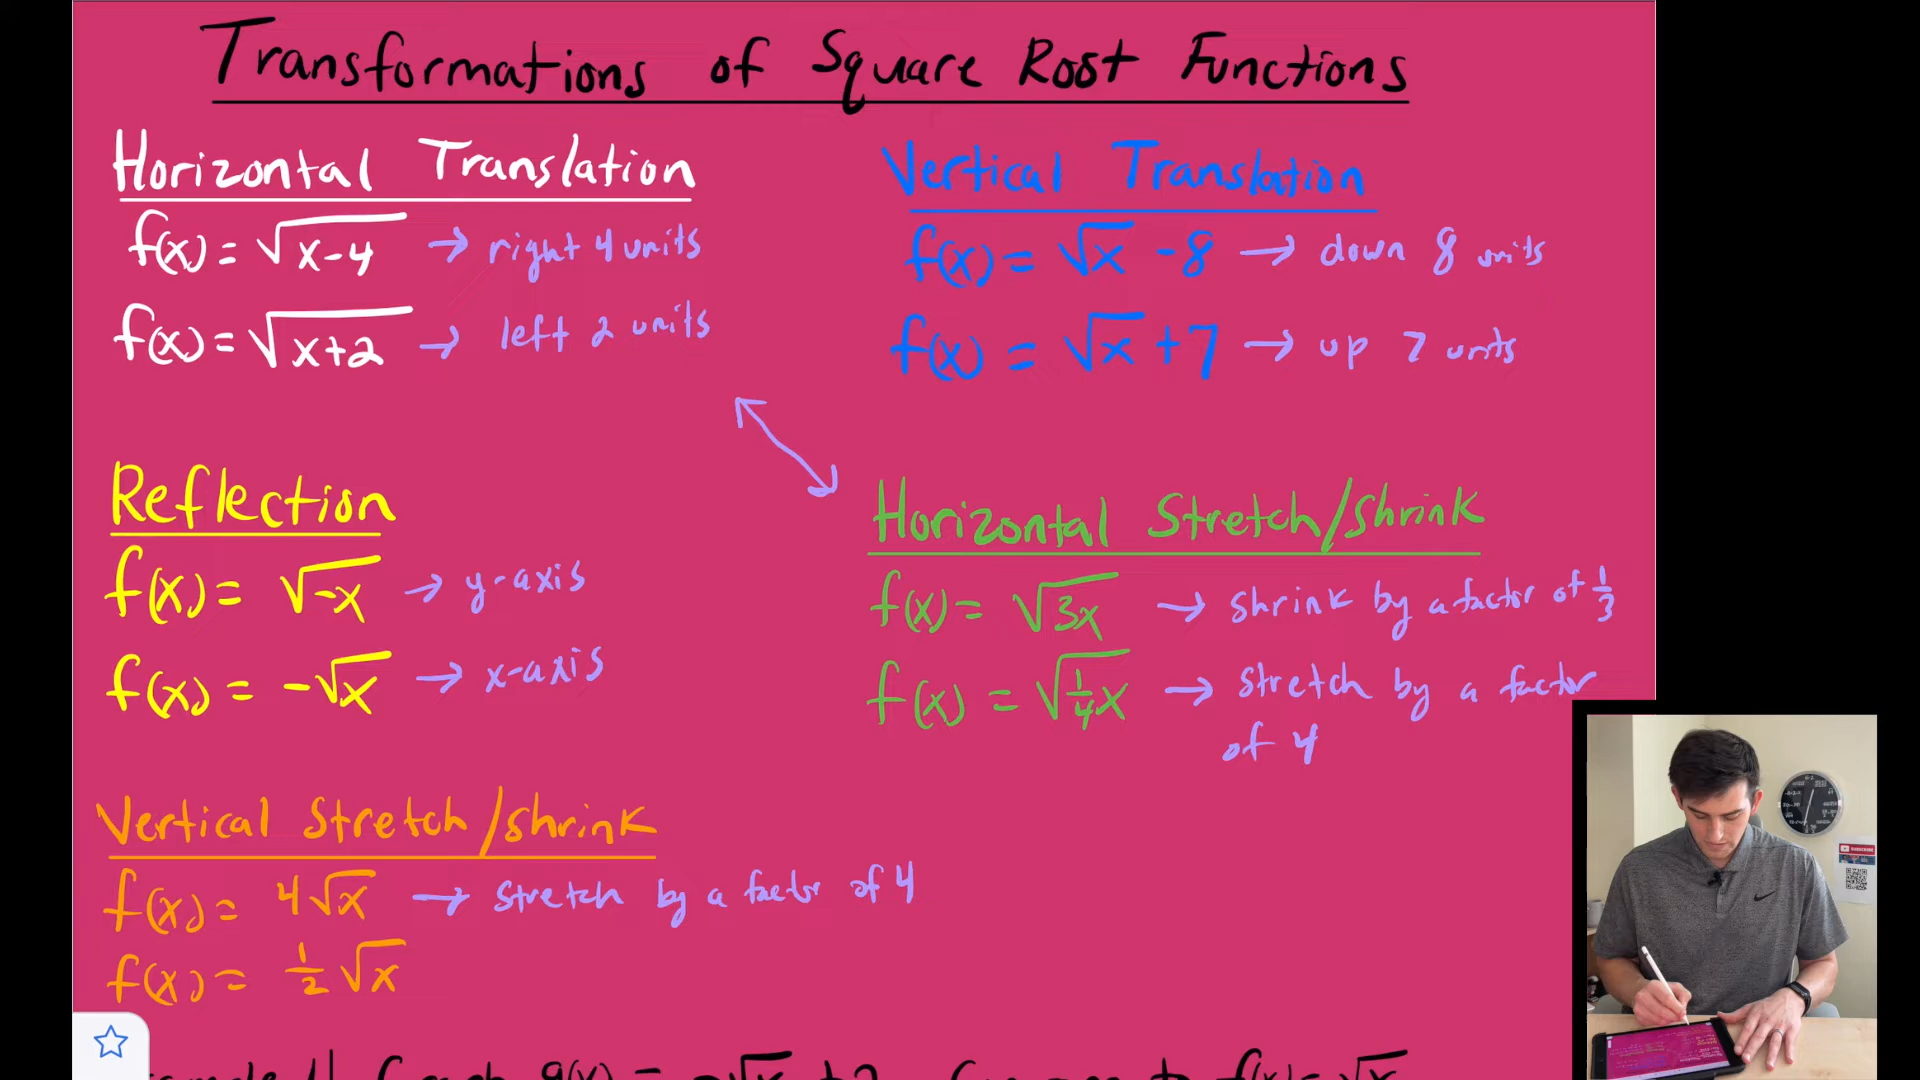 Transformations of Square Root Functions
Horizontal Translation
f(x) = √x-4 → right 4 units
f(x) = √x+2 → left 2 units
Vertical Translation
f(x) = √x - 8 → down 8 units
f(x) = √x + 7 → up 7 units
Reflection
f(x) = √-x → y-axis
f(x) = -√x → x-axis
Horizontal Stretch/Shrink
f(x) = √3x → shrink by a factor of 1/3
f(x) = √1/4x → stretch by a factor
of 4
Vertical Stretch/Shrink
f(x) = 4√x → stretch by a factor of 4
f(x) = 1/2√x
SUBSCRIBE